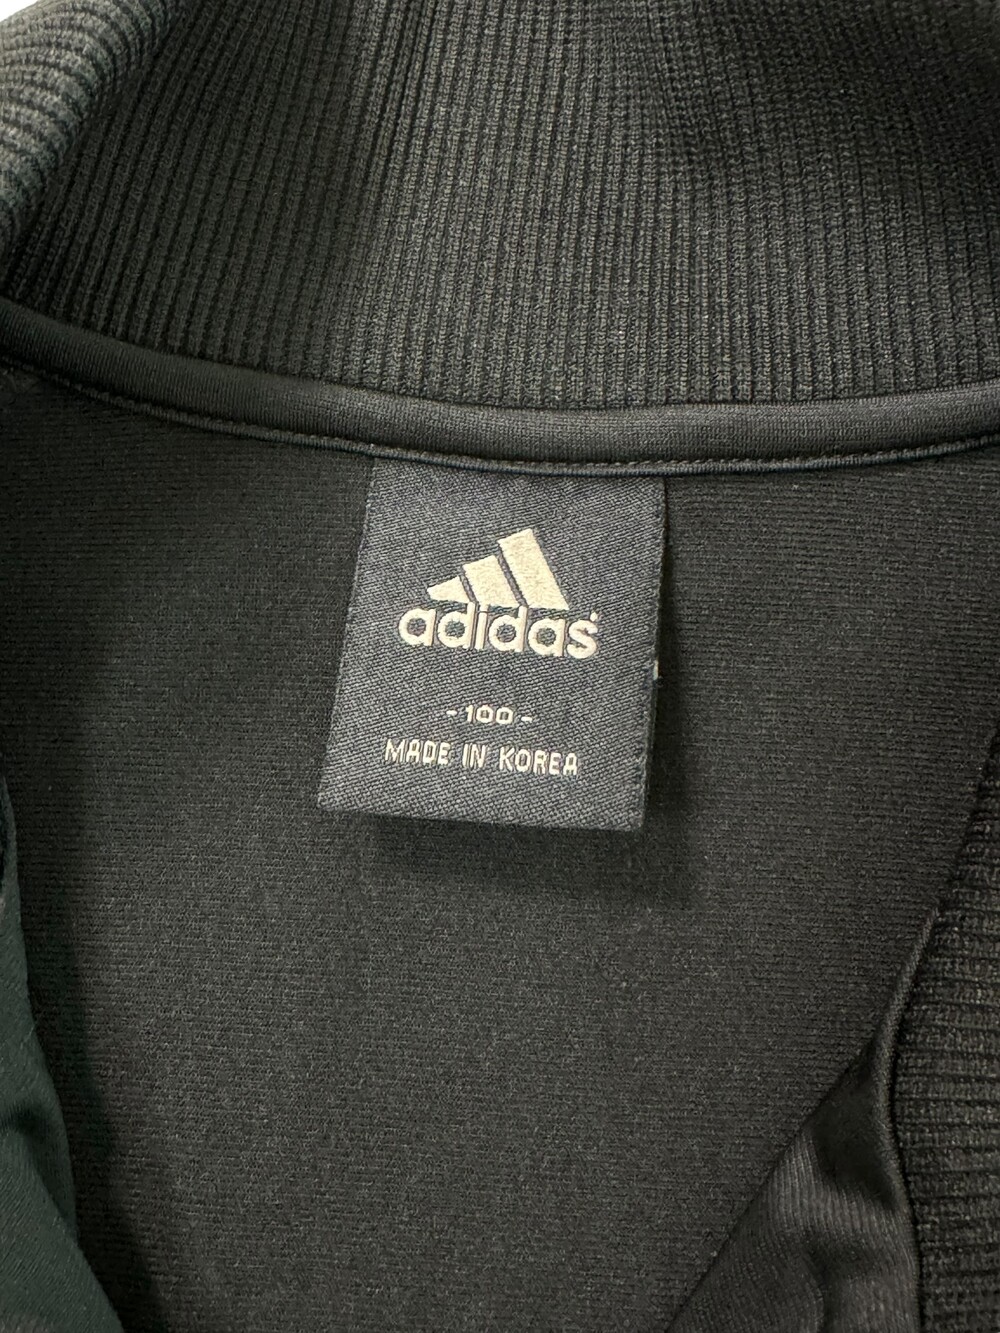 adidas
-100-
MADE IN KOREA